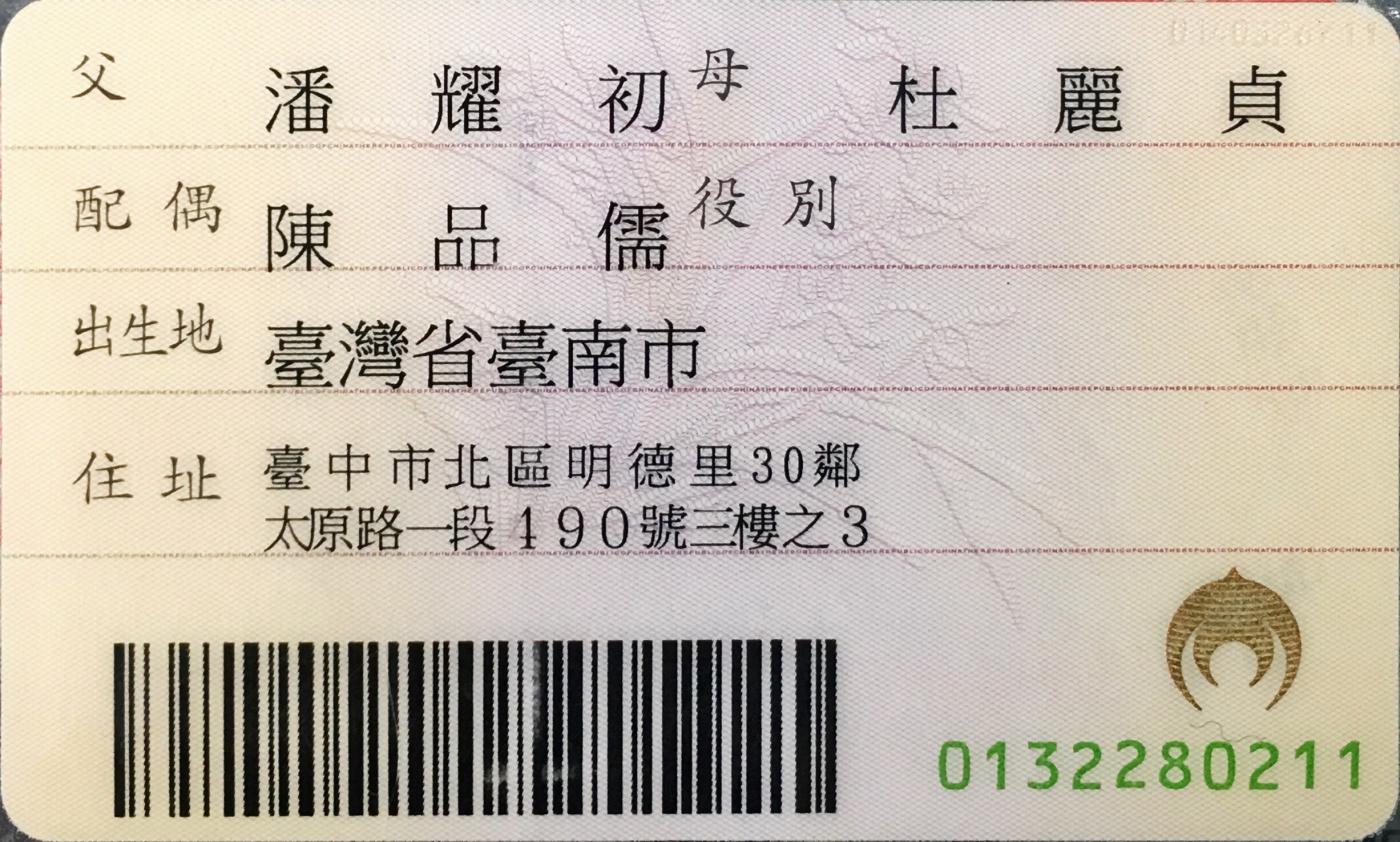 父 潘耀初 母 杜麗貞
配偶 陳品儒 役別
出生地 臺灣省臺南市
住址 臺中市北區明德里30鄰
太原路一段190號三樓之3
0132280211